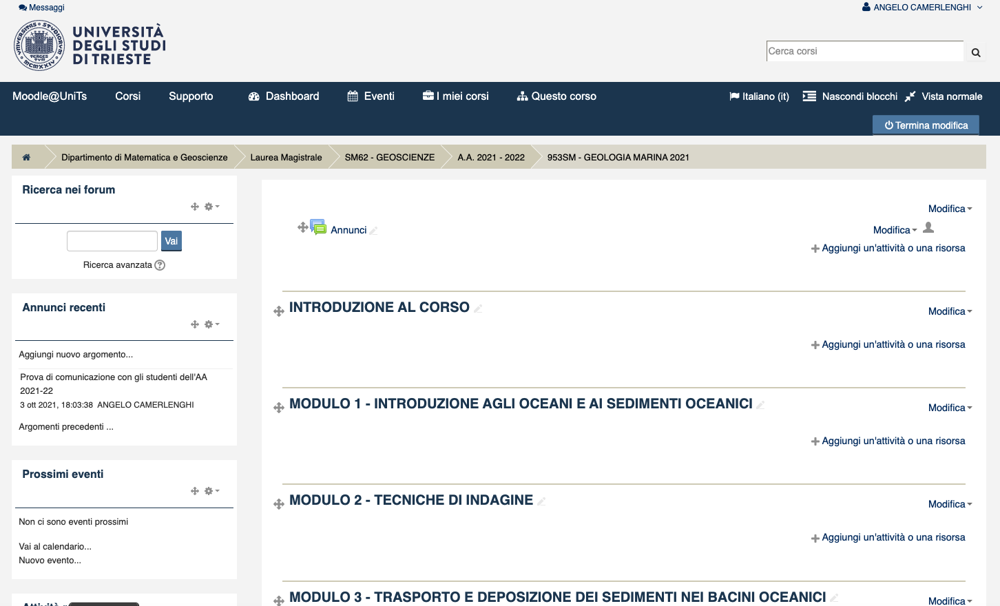 Messaggi
ANGELO CAMERLENGHI
UNIVERSITÀ
DEGLI STUDI
DI TRIESTE
Cerca corsi
Moodle@UniTs Corsi Supporto Dashboard Eventi I miei corsi Questo corso Italiano (it) Nascondi blocchi Vista normale
Termina modifica
Dipartimento di Matematica e Geoscienze Laurea Magistrale SM62 - GEOSCIENZE A.A. 2021 - 2022 953SM - GEOLOGIA MARINA 2021
Ricerca nei forum
Vai
Ricerca avanzata
Annunci recenti
Aggiungi nuovo argomento...
Prova di comunicazione con gli studenti dell'AA
2021-22
3 ott 2021, 18:03:38 ANGELO CAMERLENGHI
Argomenti precedenti ...
Prossimi eventi
Non ci sono eventi prossimi
Vai al calendario...
Nuovo evento...
Modifica
Annunci Modifica
Aggiungi un'attività o una risorsa
INTRODUZIONE AL CORSO Modifica
Aggiungi un'attività o una risorsa
MODULO 1 - INTRODUZIONE AGLI OCEANI E AI SEDIMENTI OCEANICI Modifica
Aggiungi un'attività o una risorsa
MODULO 2 - TECNICHE DI INDAGINE Modifica
Aggiungi un'attività o una risorsa
MODULO 3 - TRASPORTO E DEPOSIZIONE DEI SEDIMENTI NEI BACINI OCEANICI Modifica